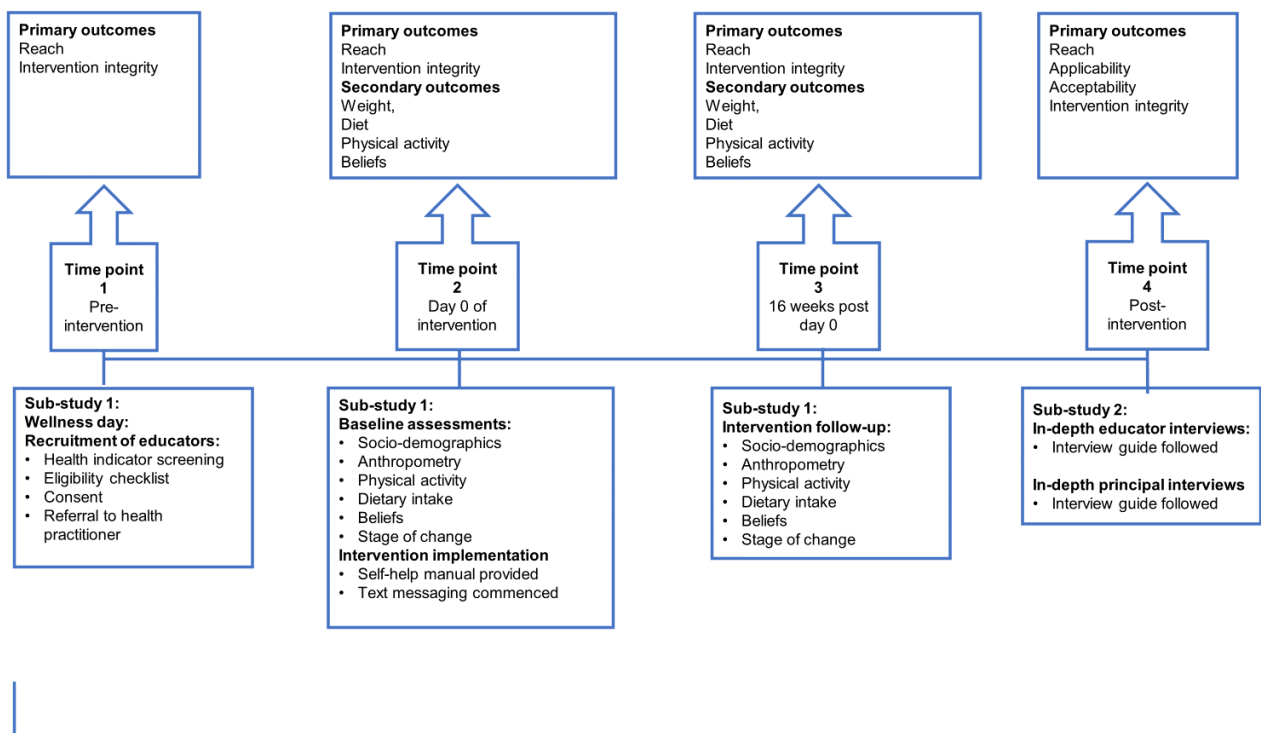 Primary outcomes
Reach
Intervention integrity
Primary outcomes
Reach
Intervention integrity
Secondary outcomes
Weight,
Diet
Physical activity
Beliefs
Primary outcomes
Reach
Intervention integrity
Secondary outcomes
Weight,
Diet
Physical activity
Beliefs
Primary outcomes
Reach
Applicability
Acceptability
Intervention integrity
Time point
1
Pre-
intervention
Time point
2
Day 0 of
intervention
Time point
3
16 weeks post
day 0
Time point
4
Post-
intervention
Sub-study 1:
Wellness day:
Recruitment of educators:
• Health indicator screening
• Eligibility checklist
• Consent
• Referral to health
practitioner
Sub-study 1:
Baseline assessments:
• Socio-demographics
• Anthropometry
• Physical activity
• Dietary intake
• Beliefs
• Stage of change
Intervention implementation
• Self-help manual provided
• Text messaging commenced
Sub-study 1:
Intervention follow-up:
• Socio-demographics
• Anthropometry
• Physical activity
• Dietary intake
• Beliefs
• Stage of change
Sub-study 2:
In-depth educator interviews:
• Interview guide followed
In-depth principal interviews
• Interview guide followed